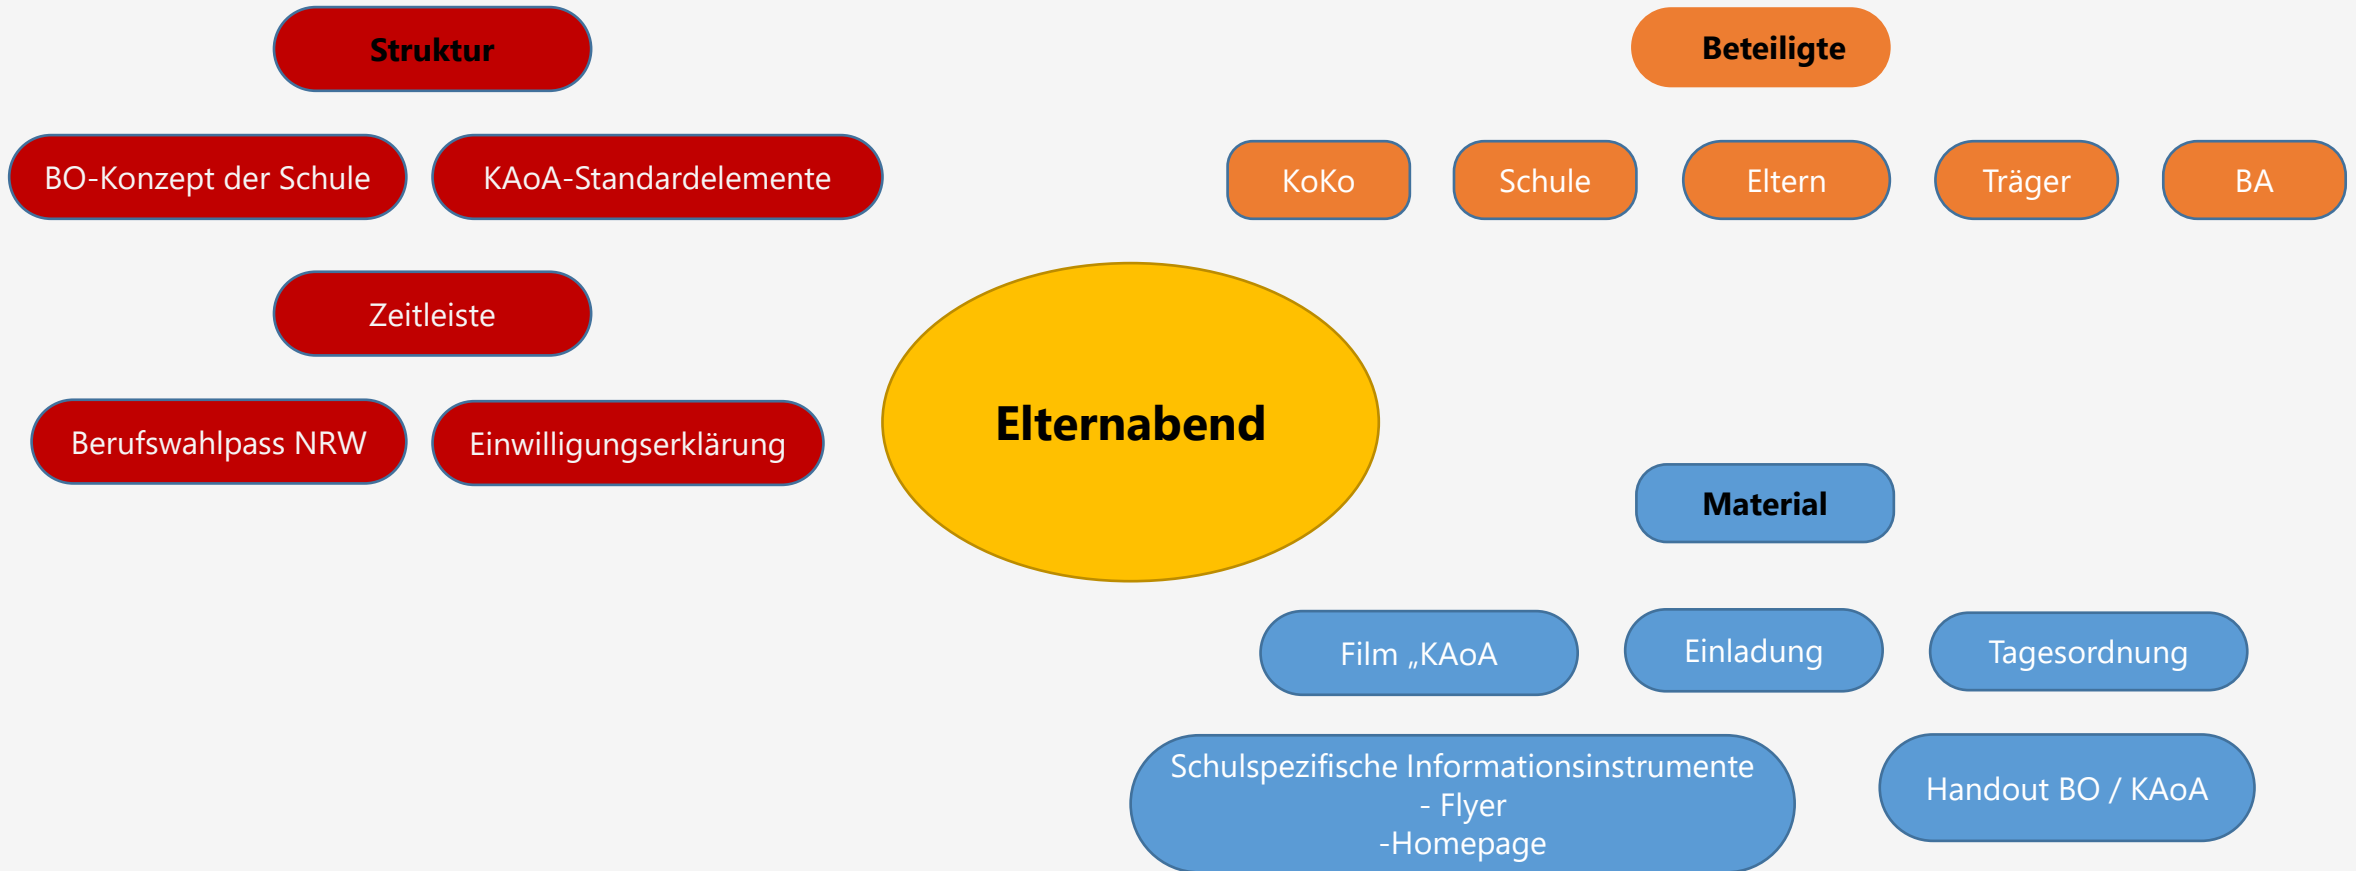 Struktur
BO-Konzept der Schule
KAoA-Standardelemente
Zeitleiste
Berufswahlpass NRW
Einwilligungserklärung
Beteiligte
KoKo
Schule
Eltern
Träger
BA
Elternabend
Material
Film „KAoA
Einladung
Tagesordnung
Schulspezifische Informationsinstrumente
- Flyer
-Homepage
Handout BO / KAoA